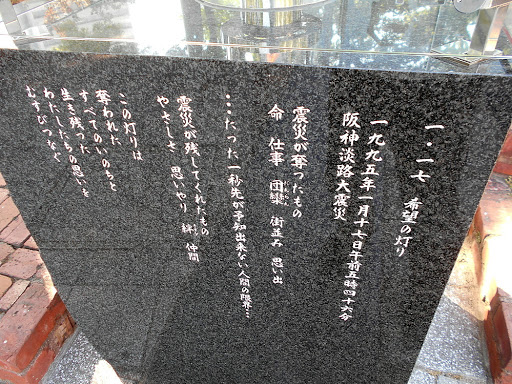 一・一七 希望の灯り
一九九五年一月十七日午前五時四十六分
阪神淡路大震災
震災が奪ったもの
命 仕事 団欒 街並み 思い出
…たった一秒先が予知出来ない人間の限界…
震災が残してくれたもの
やさしさ 思いやり 絆 仲間
この灯りは
奪われた
すべてのいのちと
生き残った
わたしたちの思いを
むすびつなぐ